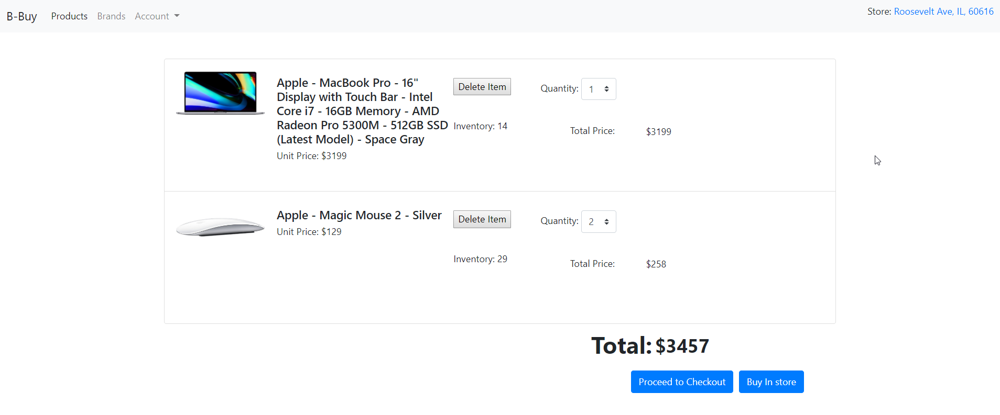 B-Buy Products Brands Account Store: Roosevelt Ave, IL, 60616
Apple - MacBook Pro - 16"
Display with Touch Bar - Intel
Core i7 - 16GB Memory - AMD
Radeon Pro 5300M - 512GB SSD
(Latest Model) - Space Gray
Unit Price: $3199
Delete Item
Inventory: 14
Quantity: 1
Total Price: $3199
Apple - Magic Mouse 2 - Silver
Unit Price: $129
Delete Item
Inventory: 29
Quantity: 2
Total Price: $258
Total: $3457
Proceed to Checkout Buy In store